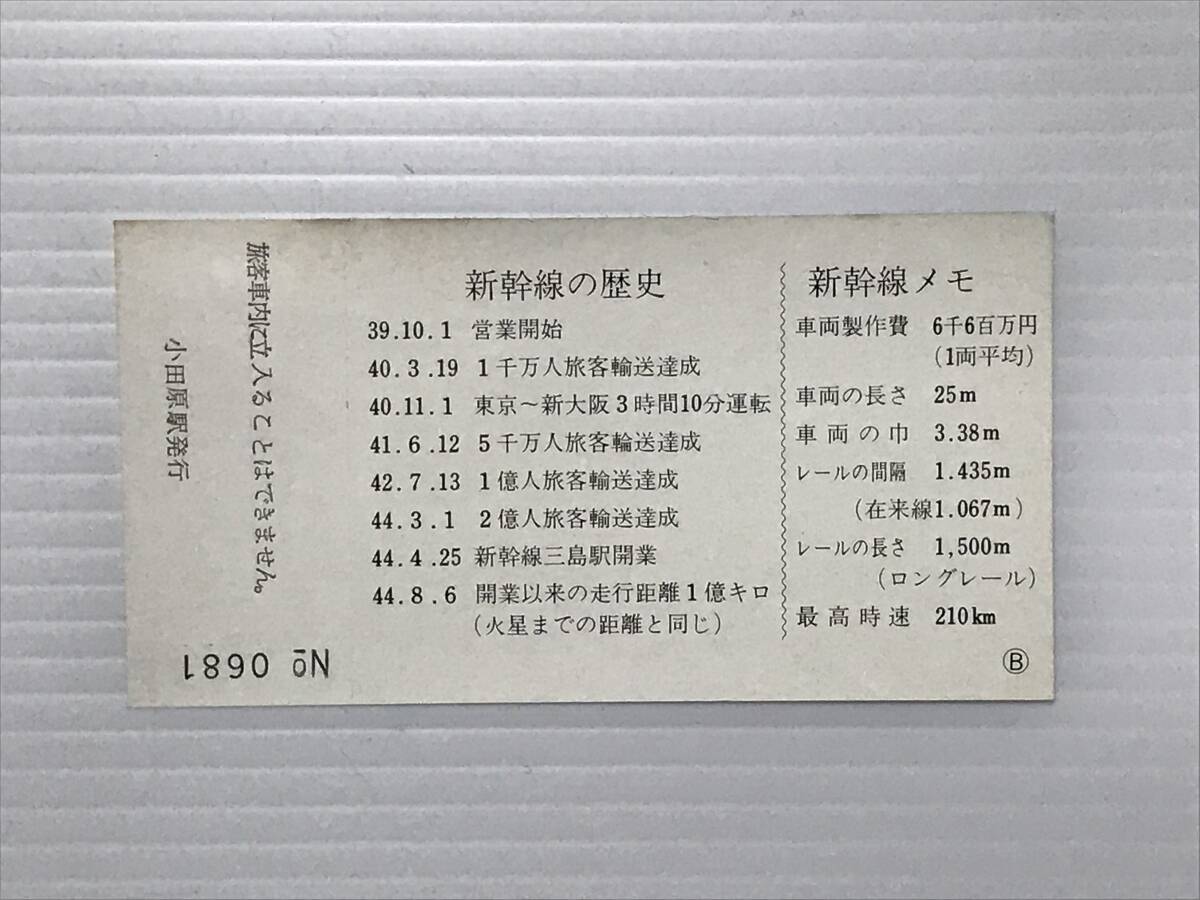 新幹線の歴史
39.10.1 営業開始
40.3.19 1千万人旅客輸送達成
40.11.1 東京～新大阪3時間10分運転
41.6.12 5千万人旅客輸送達成
42.7.13 1億人旅客輸送達成
44.3.1 2億人旅客輸送達成
44.4.25 新幹線三島駅開業
44.8.6 開業以来の走行距離1億キロ
(火星までの距離と同じ)
新幹線メモ
車両製作費 6千6百万円
(1両平均)
車両の長さ 25m
車両の巾 3.38m
レールの間隔 1.435m
(在来線1.067m)
レールの長さ 1,500m
(ロングレール)
最高時速 210km
Ⓑ
旅客車内に立入ることはできません。
小田原駅発行
№ 0681